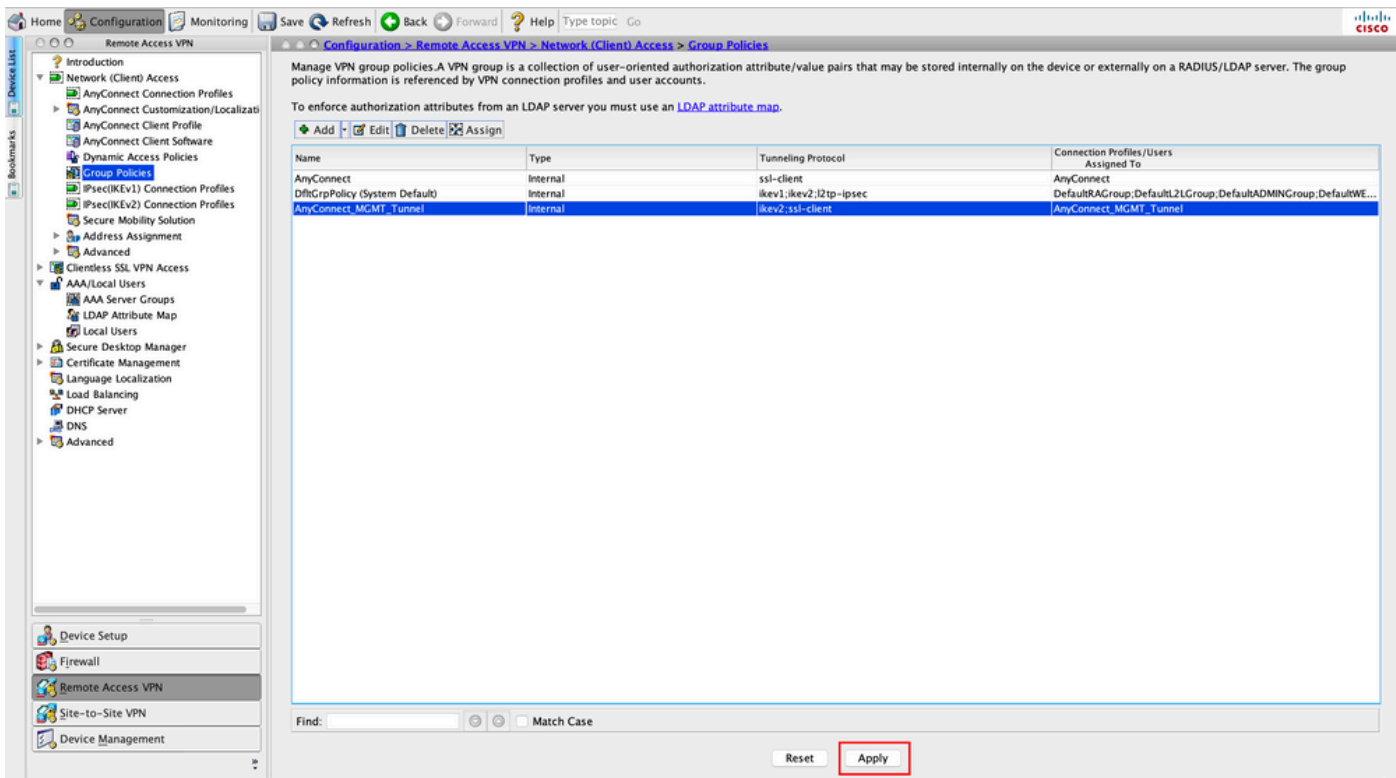 Home Configuration Monitoring Save Refresh Back Forward Help Type topic Go
cisco
Device List
Bookmarks
Remote Access VPN
Introduction
Network (Client) Access
AnyConnect Connection Profiles
AnyConnect Customization/Localizati
AnyConnect Client Profile
AnyConnect Client Software
Dynamic Access Policies
Group Policies
IPsec(IKEv1) Connection Profiles
IPsec(IKEv2) Connection Profiles
Secure Mobility Solution
Address Assignment
Advanced
Clientless SSL VPN Access
AAA/Local Users
AAA Server Groups
LDAP Attribute Map
Local Users
Secure Desktop Manager
Certificate Management
Language Localization
Load Balancing
DHCP Server
DNS
Advanced
Device Setup
Firewall
Remote Access VPN
Site-to-Site VPN
Device Management
Configuration > Remote Access VPN > Network (Client) Access > Group Policies
Manage VPN group policies.A VPN group is a collection of user-oriented authorization attribute/value pairs that may be stored internally on the device or externally on a RADIUS/LDAP server. The group
policy information is referenced by VPN connection profiles and user accounts.
To enforce authorization attributes from an LDAP server you must use an LDAP attribute map.
Add Edit Delete Assign
Name Type Tunneling Protocol Connection Profiles/Users
Assigned To
AnyConnect Internal ssl-client AnyConnect
DfltGrpPolicy (System Default) Internal ikev1;ikev2;l2tp-ipsec DefaultRAGroup;DefaultL2LGroup;DefaultADMINGroup;DefaultWE...
AnyConnect_MGMT_Tunnel Internal ikev2;ssl-client AnyConnect_MGMT_Tunnel
Find: Match Case
Reset Apply